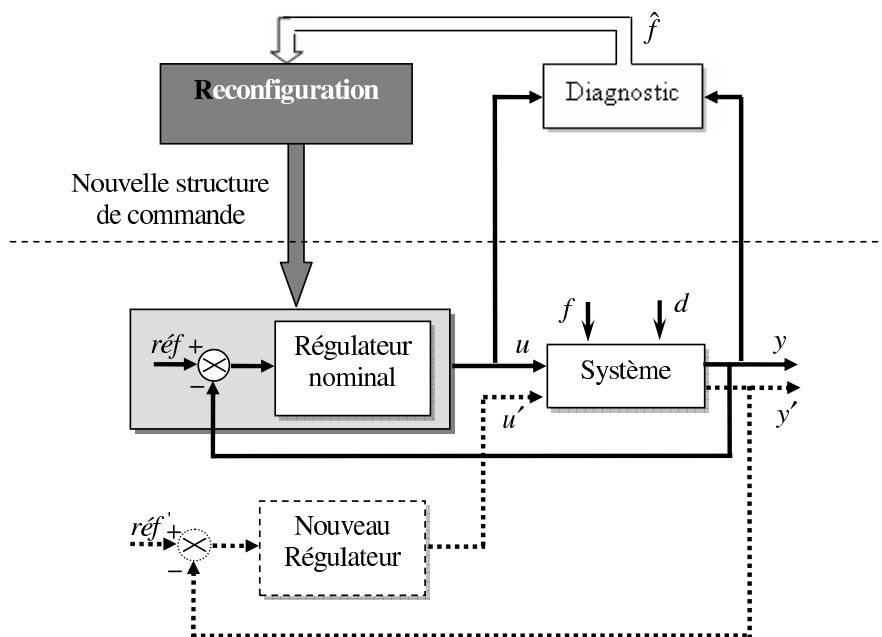 f̂
Reconfiguration
Diagnostic
Nouvelle structure
de commande
réf
+
−
Régulateur
nominal
u
f
d
Système
y
u′
y′
réf'
+
−
Nouveau
Régulateur